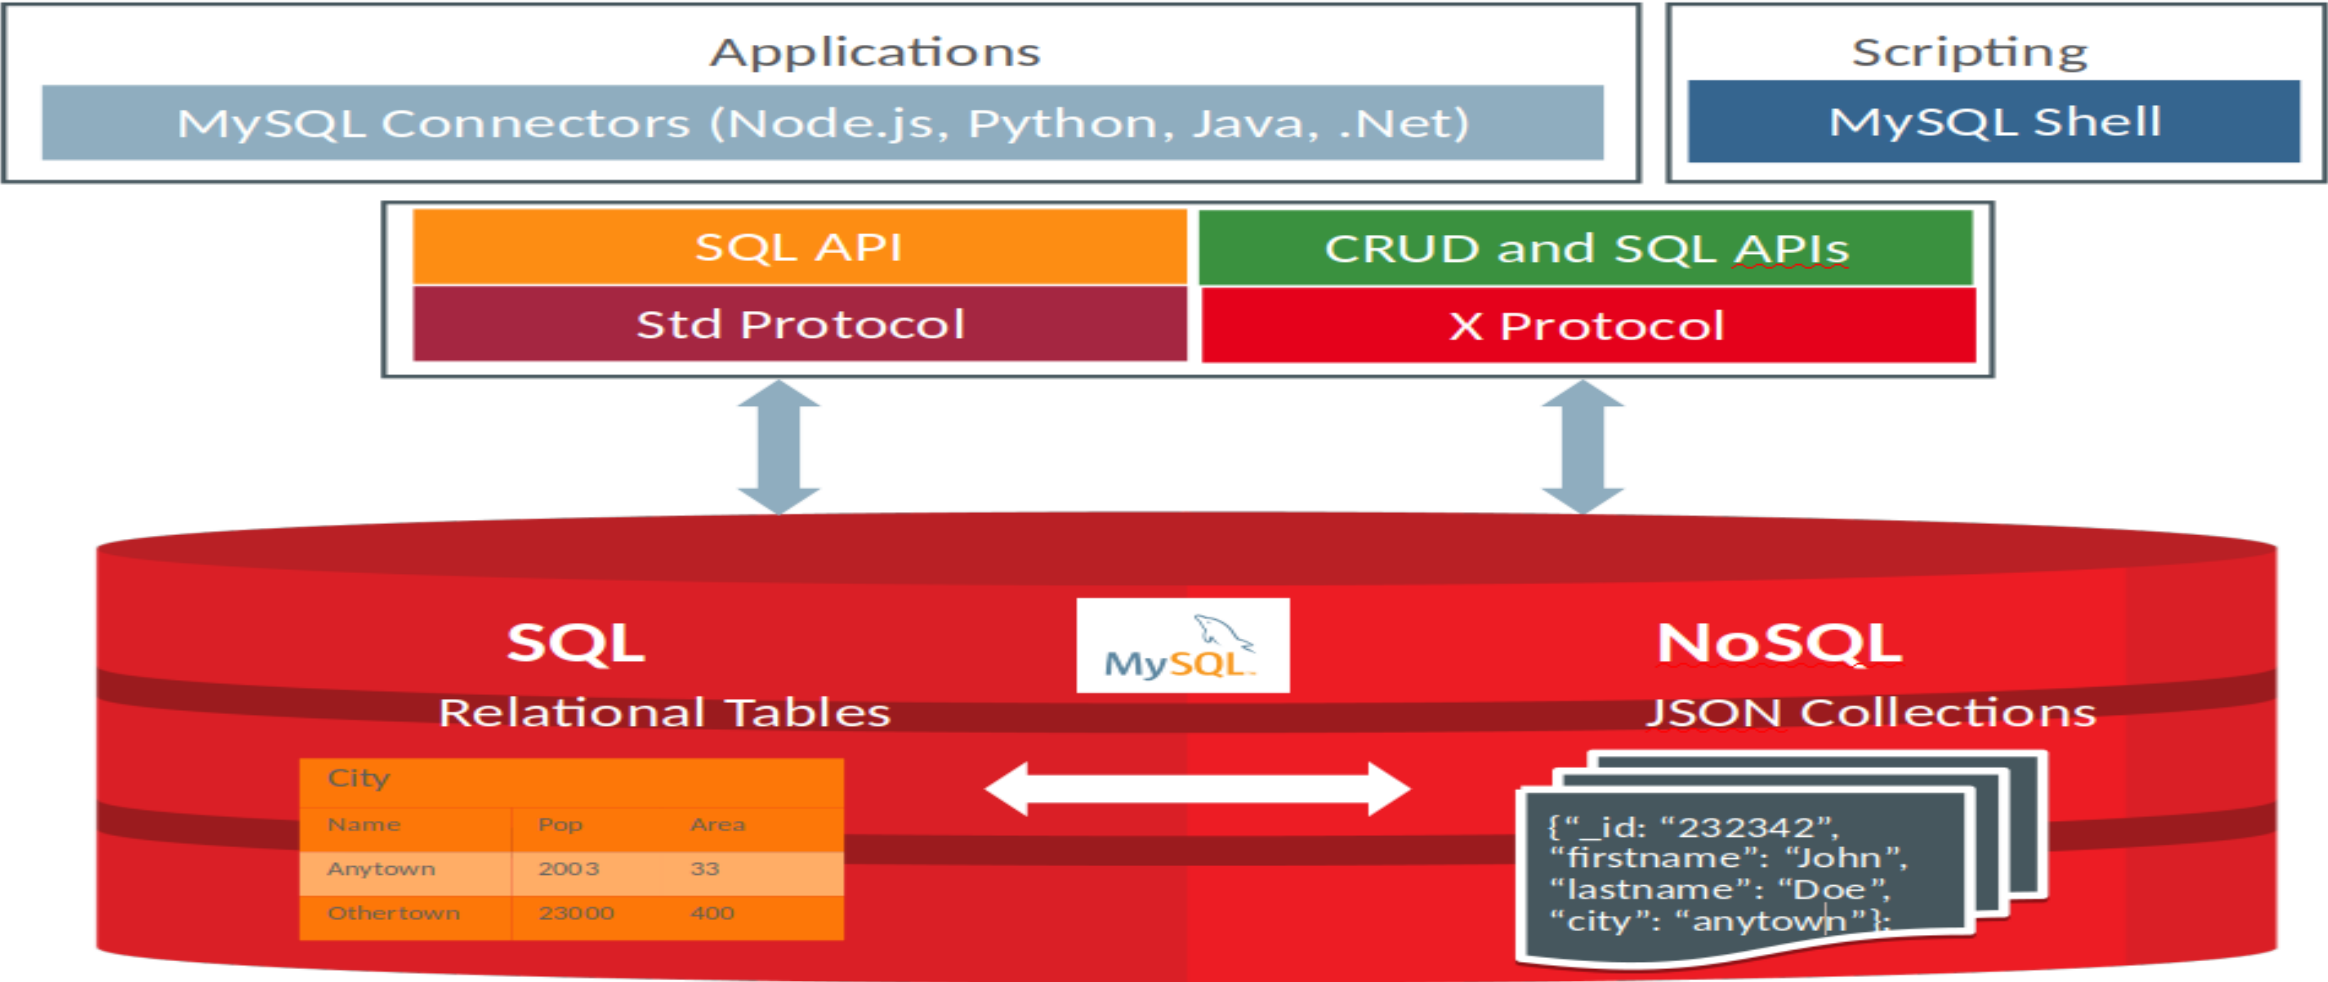 Applications
MySQL Connectors (Node.js, Python, Java, .Net)
Scripting
MySQL Shell
SQL API
CRUD and SQL APIs
Std Protocol
X Protocol
SQL
MySQL
NoSQL
Relational Tables
JSON Collections
City
Name Pop Area
Anytown 2003 33
Othertown 23000 400
{“_id: “232342”,
“firstname”: “John”,
“lastname”: “Doe”,
“city”: “anytown”};